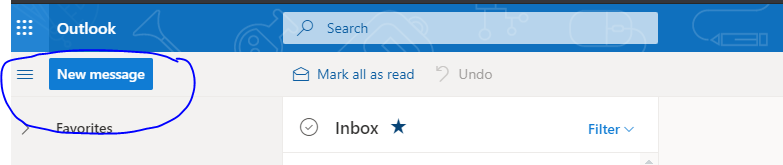 Outlook
Search
New message
Mark all as read
Undo
Favorites
Inbox
Filter